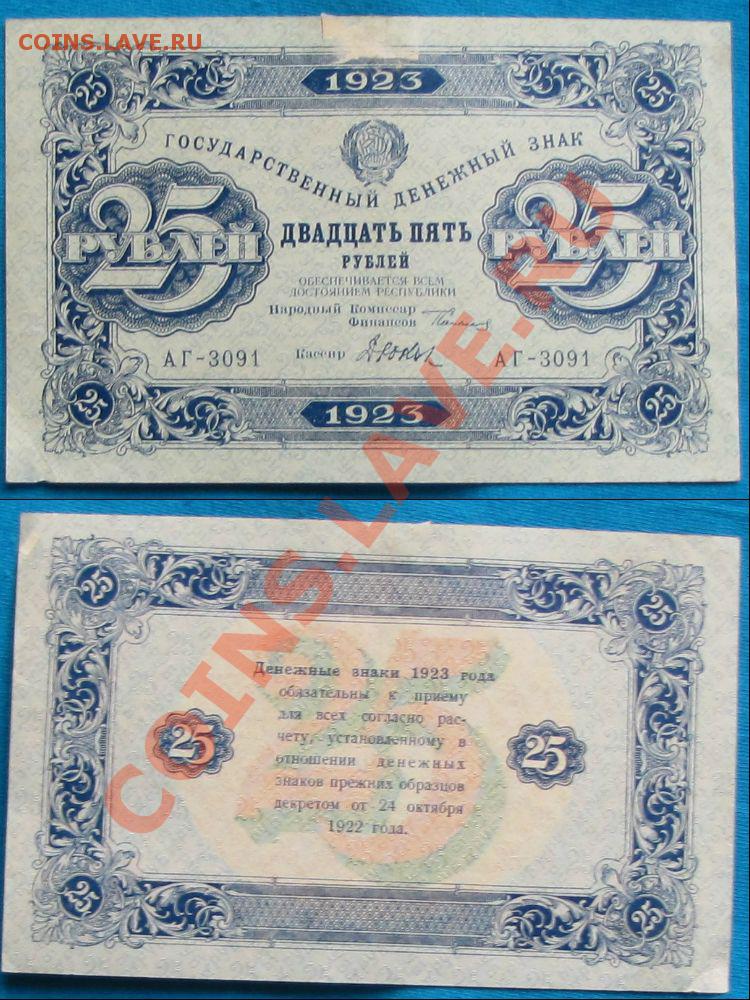 COINS.LAVE.RU
1923
25 25
ГОСУДАРСТВЕННЫЙ ДЕНЕЖНЫЙ ЗНАК
25 РУБЛЕЙ
25 РУБЛЕЙ
ДВАДЦАТЬ ПЯТЬ
РУБЛЕЙ
ОБЕСПЕЧИВАЕТСЯ ВСЕМ
ДОСТОЯНИЕМ РЕСПУБЛИКИ
Народный Комиссар
Финансов
Кассир
АГ-3091 АГ-3091
25 25
1923
COINS.LAVE.RU
25 25
Денежные знаки 1923 года
обязательны к приему
для всех согласно рас-
чету, установленному в
отношении денежных
знаков прежних образцов
декретом от 24 октября
1922 года.
25 25
25
25 25